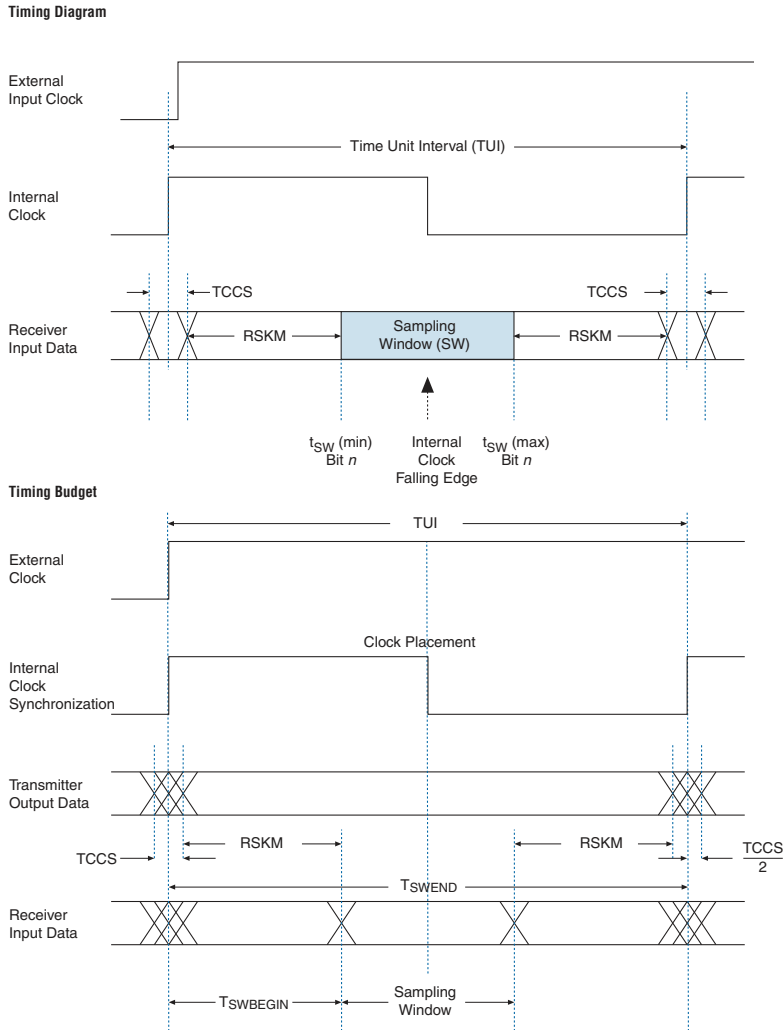 Timing Diagram
External
Input Clock
Time Unit Interval (TUI)
Internal
Clock
TCCS
TCCS
Receiver
Input Data
RSKM
Sampling
Window (SW)
RSKM
tSW (min)
Bit n
Internal
Clock
Falling Edge
tSW (max)
Bit n
Timing Budget
TUI
External
Clock
Clock Placement
Internal
Clock
Synchronization
Transmitter
Output Data
RSKM
RSKM
TCCS
TCCS
2
TSWEND
Receiver
Input Data
TSWBEGIN
Sampling
Window